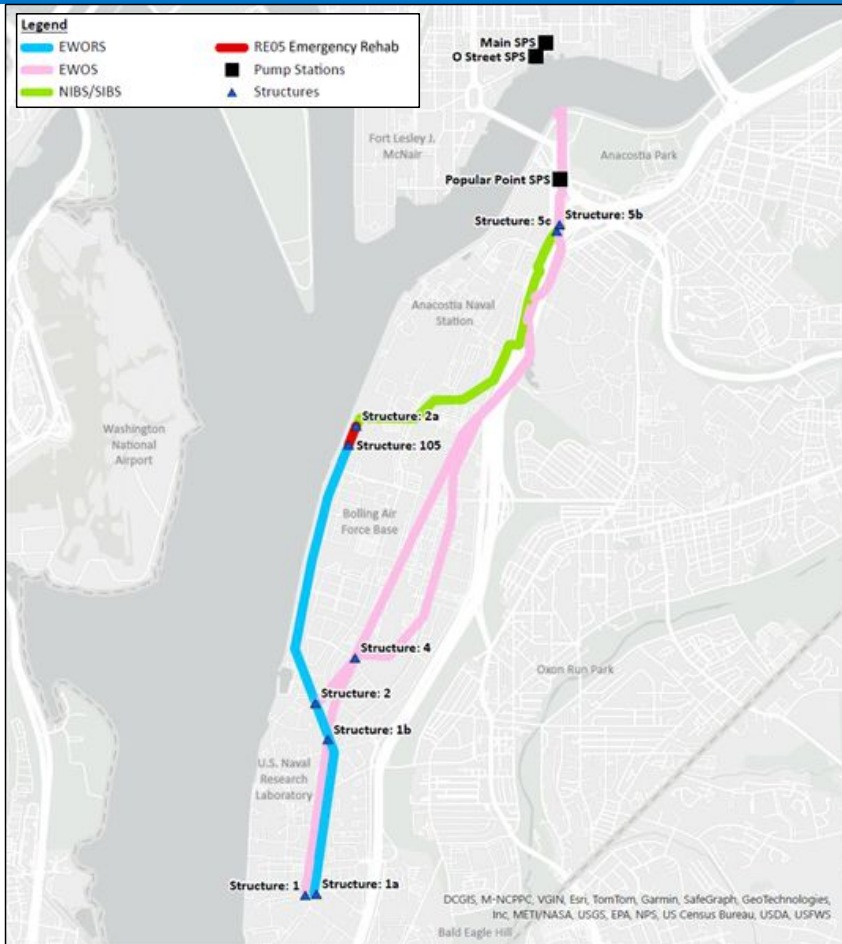 Legend
EWORS
RE05 Emergency Rehab
EWOS
Pump Stations
NIBS/SIBS
Structures
Main SPS
O Street SPS
Fort Lesley J.
McNair
Anacostia Park
Popular Point SPS
Structure: 5c
Structure: 5b
Anacostia Naval
Station
Structure: 2a
Washington
National
Airport
Structure: 105
Bolling Air
Force Base
Structure: 4
Oxon Run Park
Structure: 2
Structure: 1b
U.S. Naval
Research
Laboratory
Structure: 1
Structure: 1a
DCGIS, M-NCPPC, VGIN, Esri, TomTom, Garmin, SafeGraph, GeoTechnologies,
Inc, METI/NASA, USGS, EPA, NPS, US Census Bureau, USDA, USFWS
Bald Eagle Hill